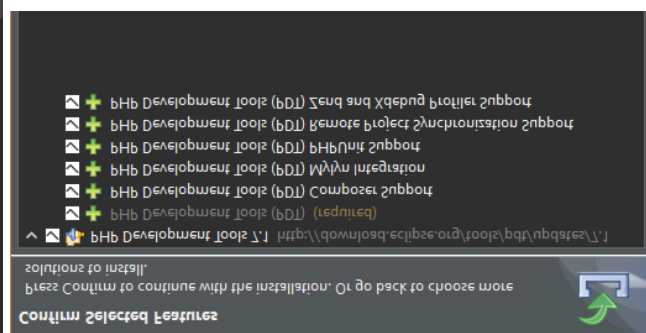 Confirm Selected Features
Press Confirm to continue with the installation. Or go back to choose more
solutions to install.
PHP Development Tools 7.1 http://download.eclipse.org/tools/pdt/updates/7.1
PHP Development Tools (PDT) (required)
PHP Development Tools (PDT) Composer Support
PHP Development Tools (PDT) Mylyn Integration
PHP Development Tools (PDT) PHPUnit Support
PHP Development Tools (PDT) Remote Project Synchronization Support
PHP Development Tools (PDT) Zend and Xdebug Profiler Support